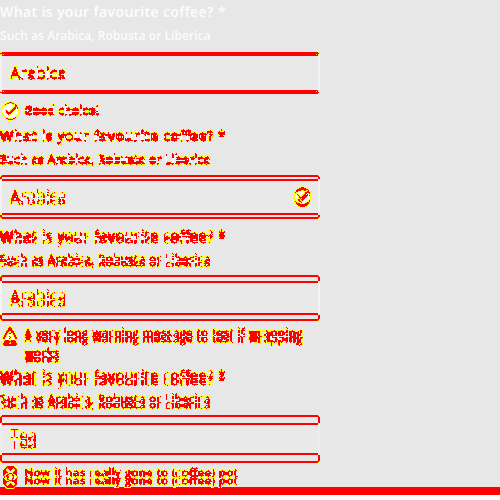 What is your favourite coffee? *
Such as Arabica, Robusta or Liberica
Arabica
Good choice!
What is your favourite coffee? *
Such as Arabica, Robusta or Liberica
Arabica
What is your favourite coffee? *
Such as Arabica, Robusta or Liberica
Arabica
A very long warning message to test if wrapping
works
What is your favourite coffee? *
Such as Arabica, Robusta or Liberica
Tea
Now it has really gone to (coffee) pot